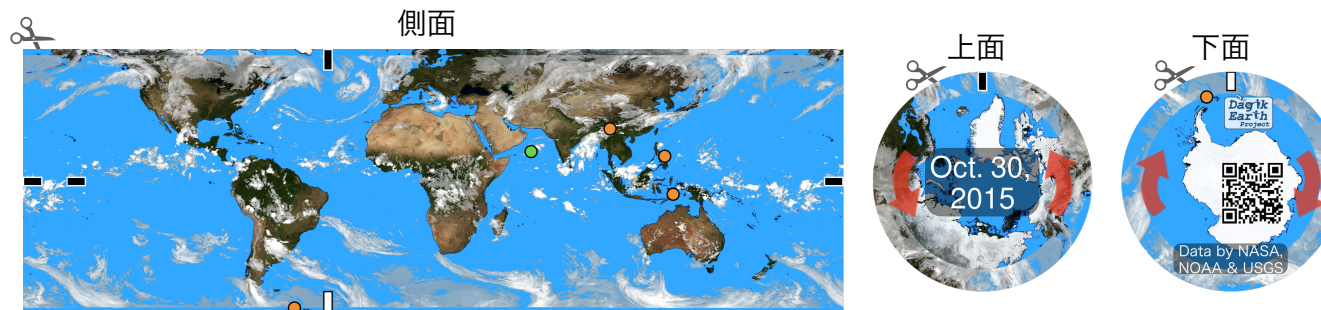 側面
上面
下面
Oct. 30,
2015
Dagik
Earth
Project
Data by NASA,
NOAA & USGS